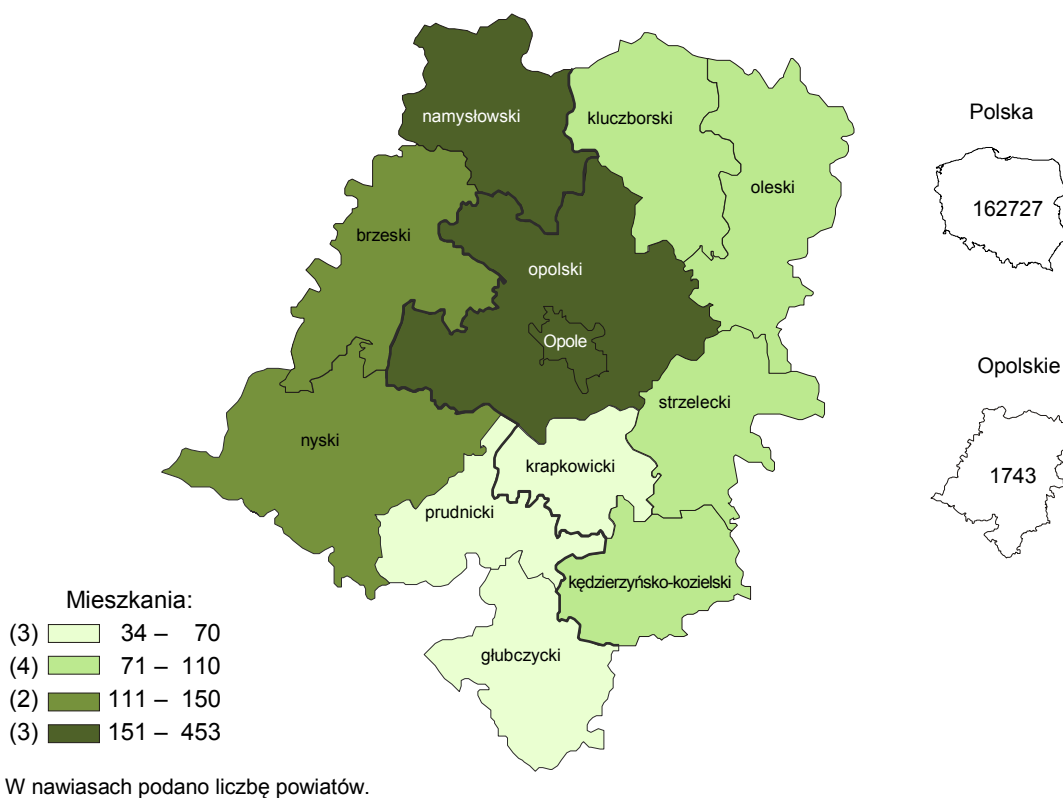 namysłowski
kluczborski
oleski
brzeski
opolski
Opole
strzelecki
nyski
krapkowicki
prudnicki
kędzierzyńsko-kozielski
głubczycki
Polska
162727
Opolskie
1743
Mieszkania:
(3) 34 – 70
(4) 71 – 110
(2) 111 – 150
(3) 151 – 453
W nawiasach podano liczbę powiatów.